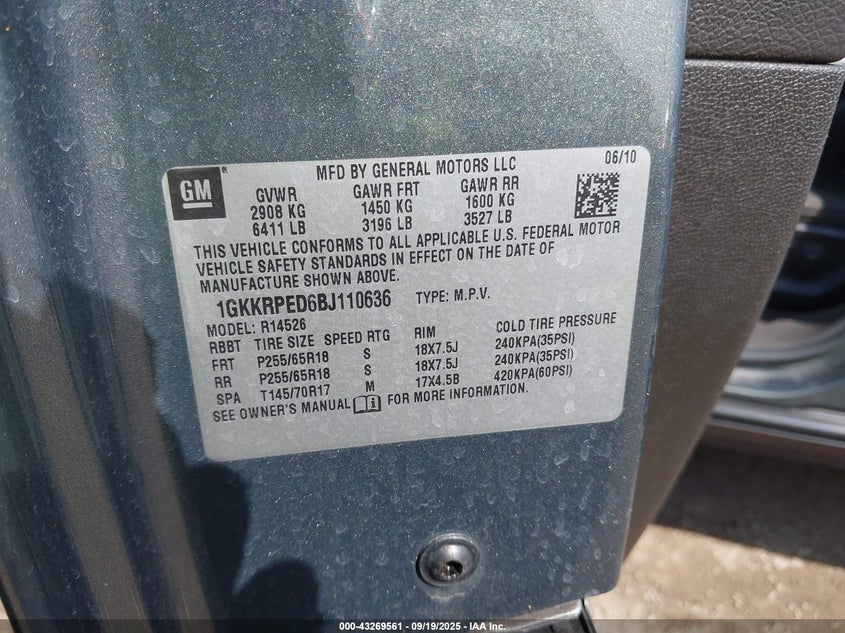 GM
MFD BY GENERAL MOTORS LLC 06/10
GVWR GAWR FRT GAWR RR
2908 KG 1450 KG 1600 KG
6411 LB 3196 LB 3527 LB
THIS VEHICLE CONFORMS TO ALL APPLICABLE U.S. FEDERAL MOTOR
VEHICLE SAFETY STANDARDS IN EFFECT ON THE DATE OF
MANUFACTURE SHOWN ABOVE.
1GKKRPED6BJ110636 TYPE: M.P.V.
MODEL: R14526
RBBT TIRE SIZE SPEED RTG RIM COLD TIRE PRESSURE
FRT P255/65R18 S 18X7.5J 240KPA(35PSI)
RR P255/65R18 S 18X7.5J 240KPA(35PSI)
SPA T145/70R17 M 17X4.5B 420KPA(60PSI)
SEE OWNER'S MANUAL i FOR MORE INFORMATION.
000-43269561 - 09/19/2025 - IAA Inc.